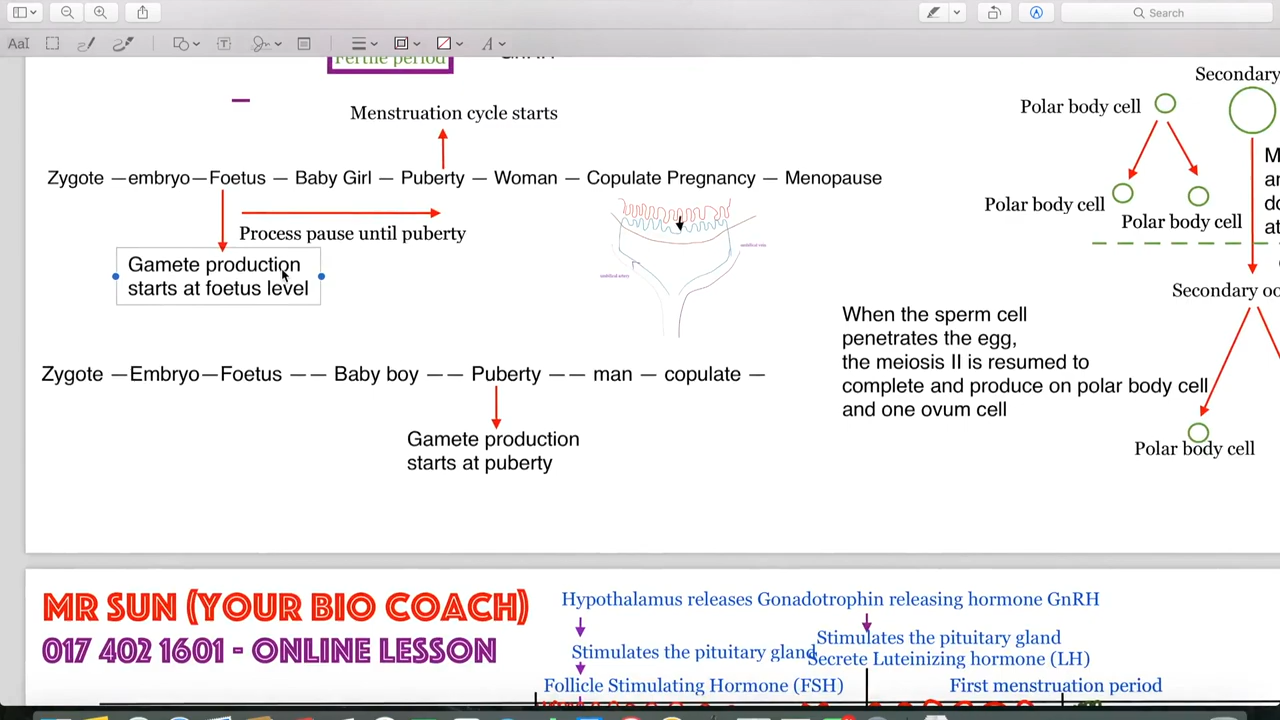 Search
AaI
Fertile period
Secondary
Menstruation cycle starts
Polar body cell
Zygote —embryo—Foetus — Baby Girl — Puberty — Woman — Copulate Pregnancy — Menopause
Process pause until puberty
Polar body cell
Polar body cell
Gamete production
starts at foetus level
umbilical vein
umbilical artery
Secondary oo
When the sperm cell
penetrates the egg,
the meiosis II is resumed to
complete and produce on polar body cell
and one ovum cell
Zygote —Embryo—Foetus —— Baby boy —— Puberty —— man — copulate —
Gamete production
starts at puberty
Polar body cell
MR SUN (YOUR BIO COACH)
017 402 1601 - ONLINE LESSON
Hypothalamus releases Gonadotrophin releasing hormone GnRH
Stimulates the pituitary gland
Stimulates the pituitary gland
Secrete Luteinizing hormone (LH)
Follicle Stimulating Hormone (FSH)
First menstruation period